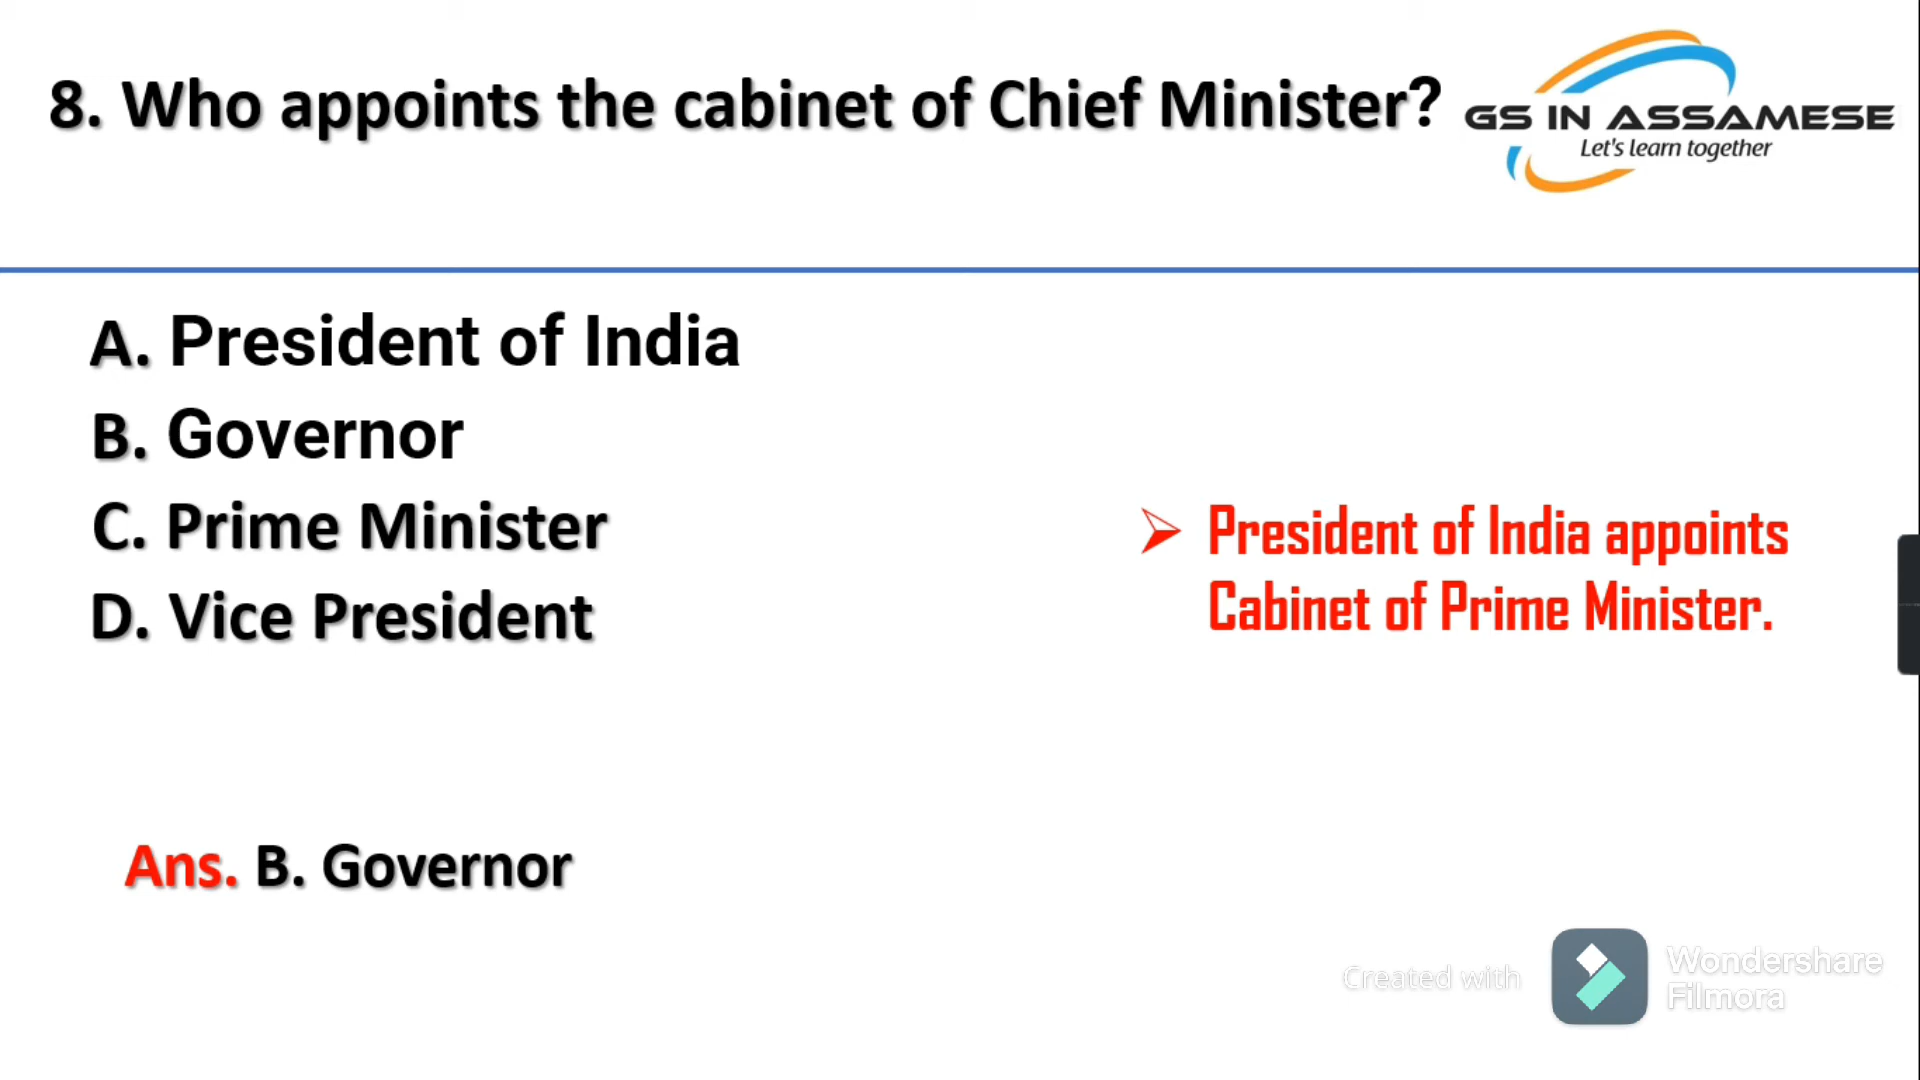 8. Who appoints the cabinet of Chief Minister?
GS IN ASSAMESE
Let's learn together
A. President of India
B. Governor
C. Prime Minister
D. Vice President
➢ President of India appoints
Cabinet of Prime Minister.
Ans. B. Governor
Created with
Wondershare
Filmora